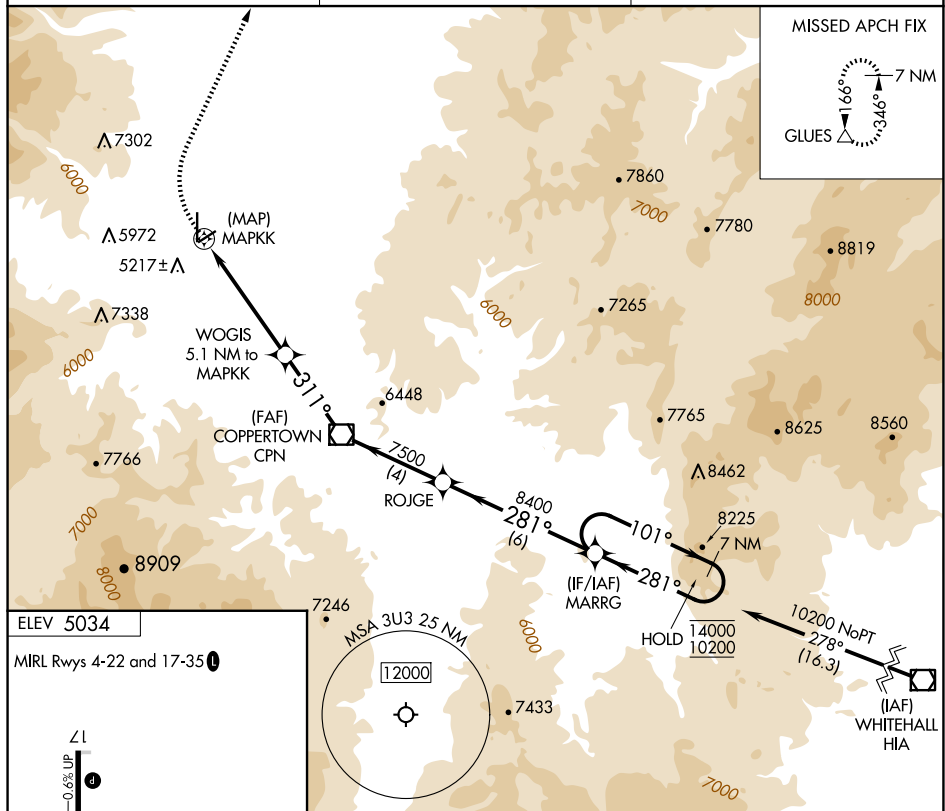 MISSED APCH FIX
7 NM
166°
346°
GLUES
7302
6000
7860
7000
(MAP)
MAPKK
5972
7780
5217±
8819
8000
7338
7265
6000
6000
WOGIS
5.1 NM to
MAPKK
311°
6448
(FAF)
COPPERTOWN
CPN
7765
8625
8560
7766
7500
(4)
ROJGE
8462
7000
8400
281°
(6)
101°
8225
7 NM
8909
8000
(IF/IAF)
MARRG
281°
HOLD
14000
10200
10200 NoPT
278°
(16.3)
(IAF)
WHITEHALL
HIA
7246
6000
MSA 3U3 25 NM
12000
7433
7000
ELEV 5034
MIRL Rwys 4-22 and 17-35 L
17
P
0.6% UP